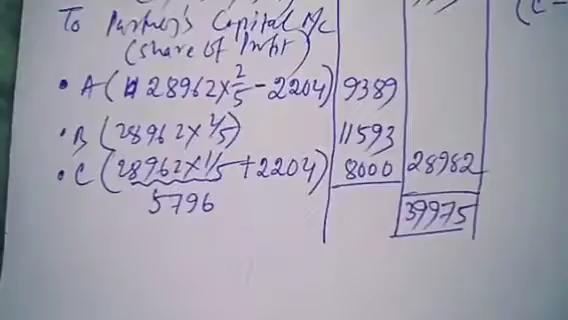 To Partner's Capital A/c
(Share of Profit)
• A (28962 × 2/5 - 2204) 9389
• B (28962 × 2/5) 11593
• C (28962 × 1/5 + 2204) 8000 28982
5796
39975